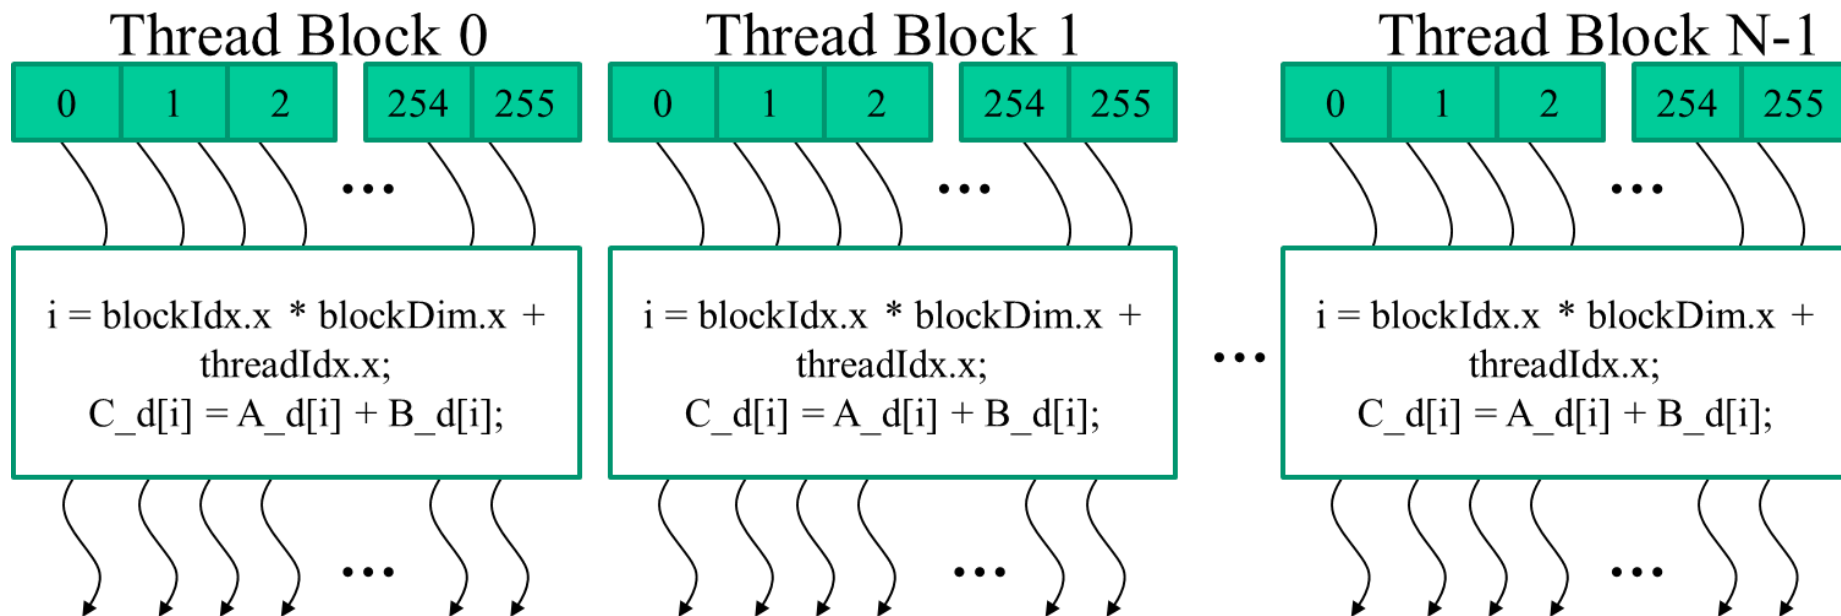 Thread Block 0
0 1 2 254 255
...
i = blockIdx.x * blockDim.x +
threadIdx.x;
C_d[i] = A_d[i] + B_d[i];
...
Thread Block 1
0 1 2 254 255
...
i = blockIdx.x * blockDim.x +
threadIdx.x;
C_d[i] = A_d[i] + B_d[i];
...
...
Thread Block N-1
0 1 2 254 255
...
i = blockIdx.x * blockDim.x +
threadIdx.x;
C_d[i] = A_d[i] + B_d[i];
...